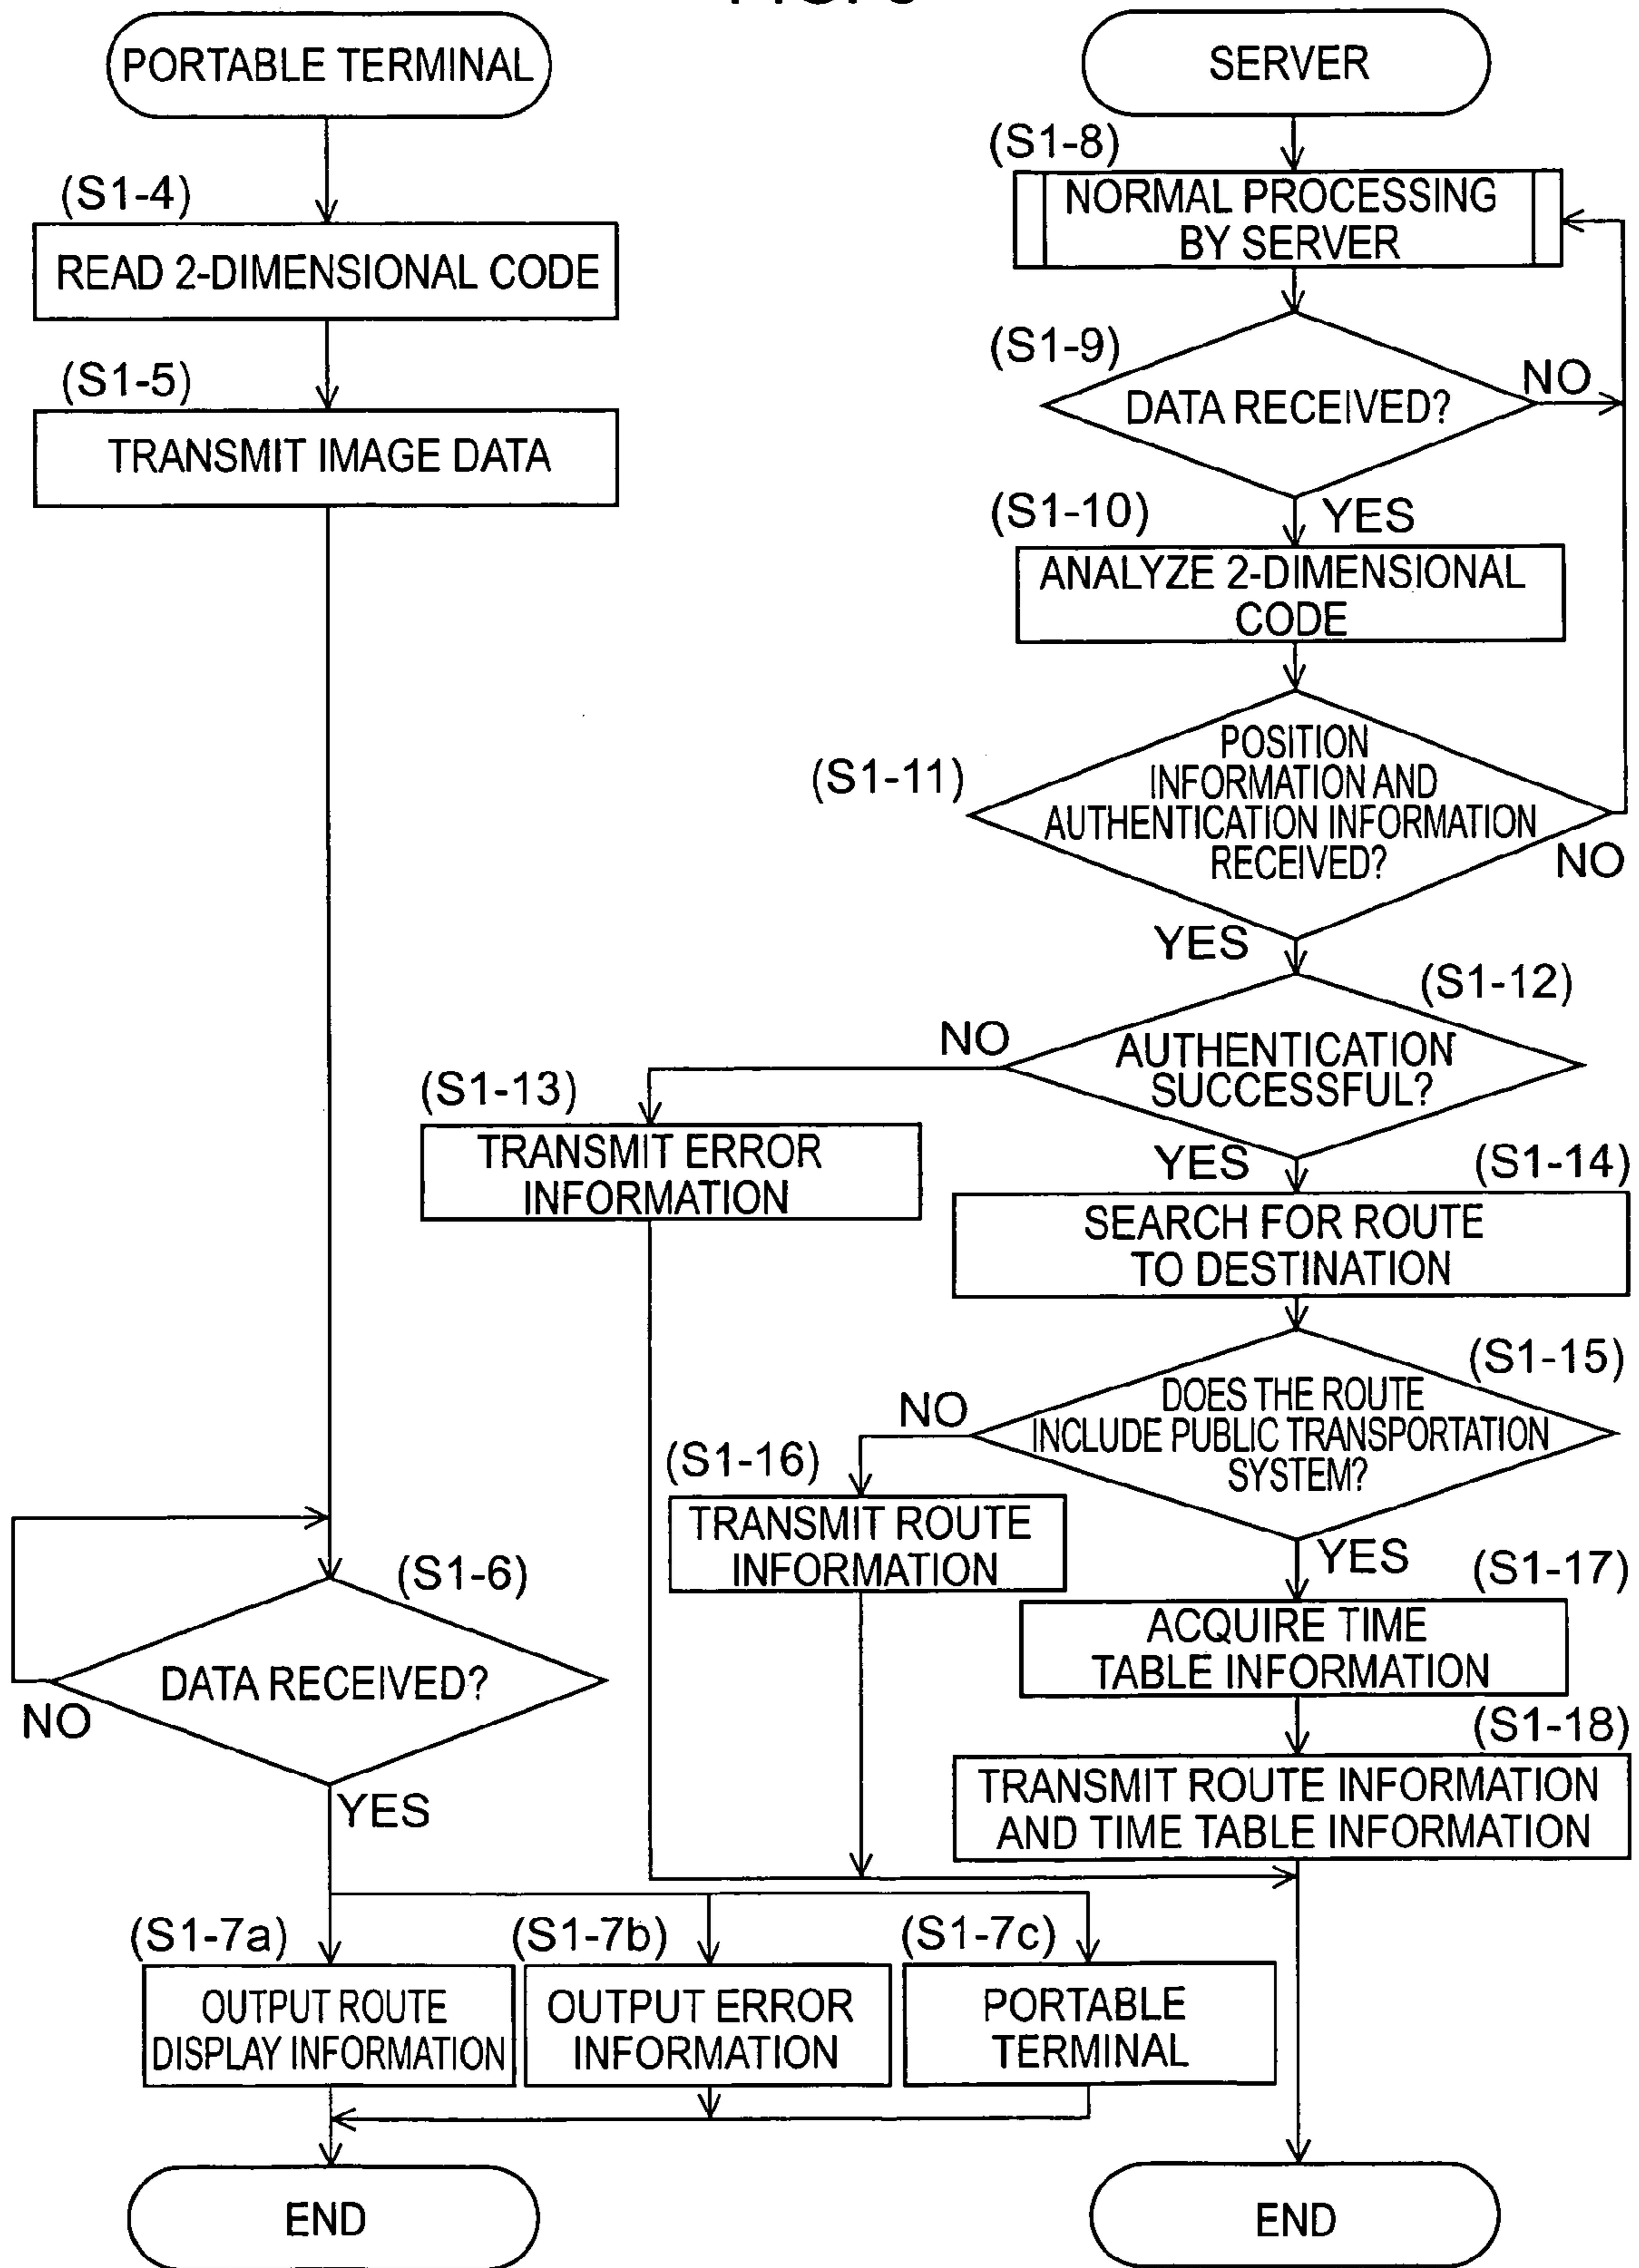 PORTABLE TERMINAL
(S1-4)
READ 2-DIMENSIONAL CODE
(S1-5)
TRANSMIT IMAGE DATA
(S1-6)
DATA RECEIVED?
NO
YES
(S1-7a)
OUTPUT ROUTE
DISPLAY INFORMATION
(S1-7b)
OUTPUT ERROR
INFORMATION
(S1-7c)
PORTABLE
TERMINAL
END
SERVER
(S1-8)
NORMAL PROCESSING
BY SERVER
(S1-9)
DATA RECEIVED?
NO
YES
(S1-10)
ANALYZE 2-DIMENSIONAL
CODE
(S1-11)
POSITION
INFORMATION AND
AUTHENTICATION INFORMATION
RECEIVED?
NO
YES
(S1-12)
AUTHENTICATION
SUCCESSFUL?
NO
(S1-13)
TRANSMIT ERROR
INFORMATION
YES
(S1-14)
SEARCH FOR ROUTE
TO DESTINATION
(S1-15)
DOES THE ROUTE
INCLUDE PUBLIC TRANSPORTATION
SYSTEM?
NO
(S1-16)
TRANSMIT ROUTE
INFORMATION
YES
(S1-17)
ACQUIRE TIME
TABLE INFORMATION
(S1-18)
TRANSMIT ROUTE INFORMATION
AND TIME TABLE INFORMATION
END